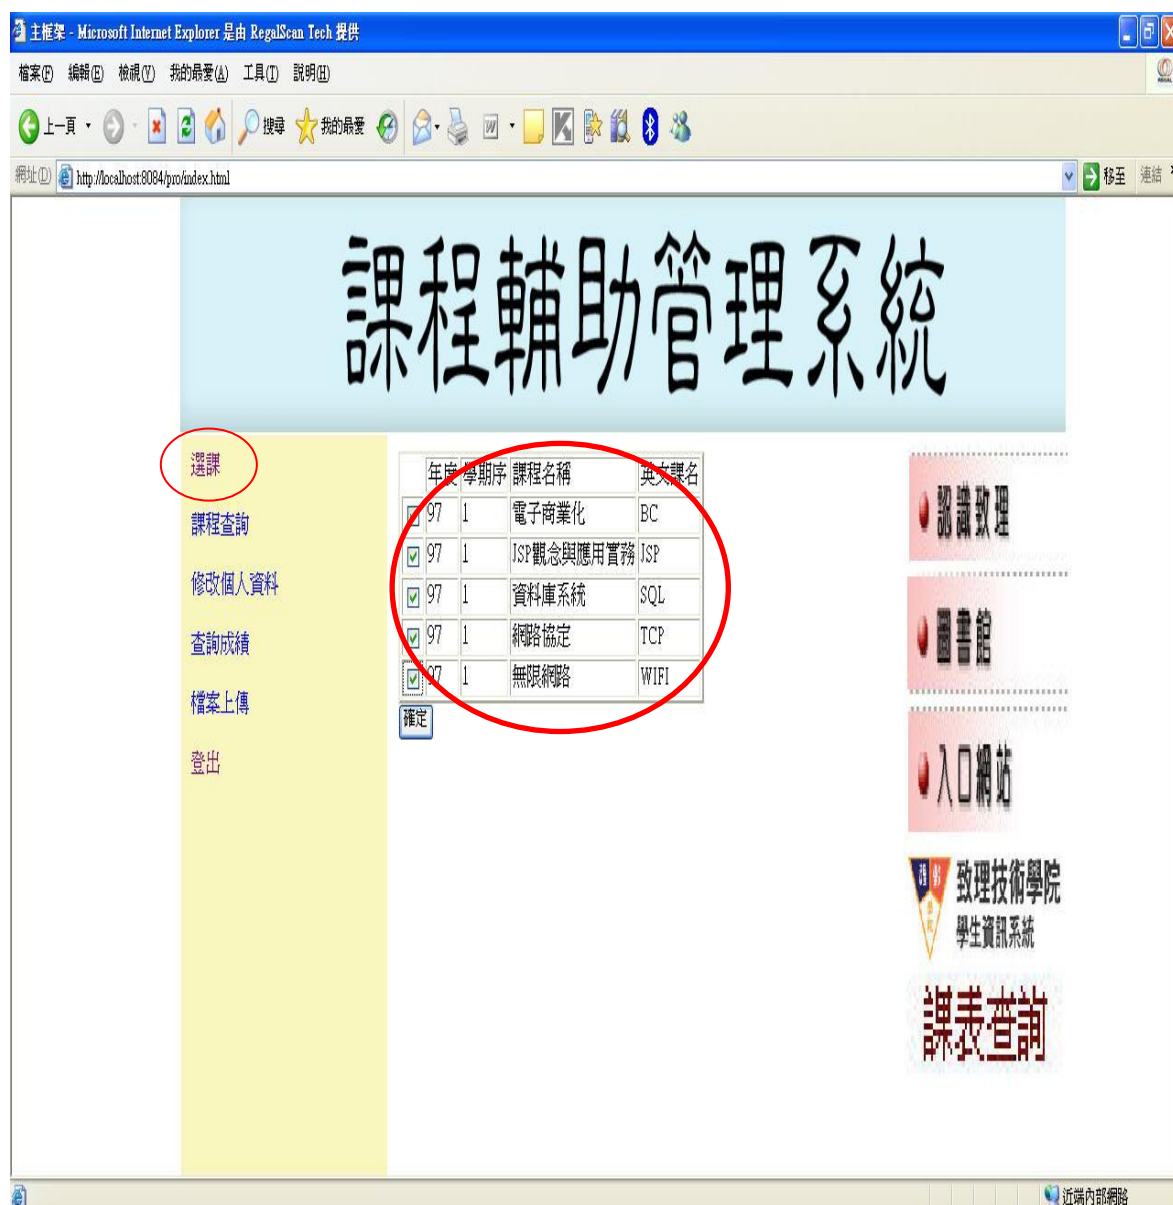 主框架 - Microsoft Internet Explorer 是由 RegalScan Tech 提供
檔案(F) 編輯(E) 檢視(V) 我的最愛(A) 工具(T) 說明(H)
上一頁 搜尋 我的最愛
網址(D) http://localhost:8084/pro/index.html 移至 連結
課程輔助管理系統
選課
課程查詢
修改個人資料
查詢成績
檔案上傳
登出
年度 學期序 課程名稱 英文課名
97 1 電子商業化 BC
97 1 JSP觀念與應用實務 JSP
97 1 資料庫系統 SQL
97 1 網路協定 TCP
97 1 無限網路 WIFI
確定
認識致理
圖書館
入口網站
致理技術學院
學生資訊系統
課表查詢
近端內部網路